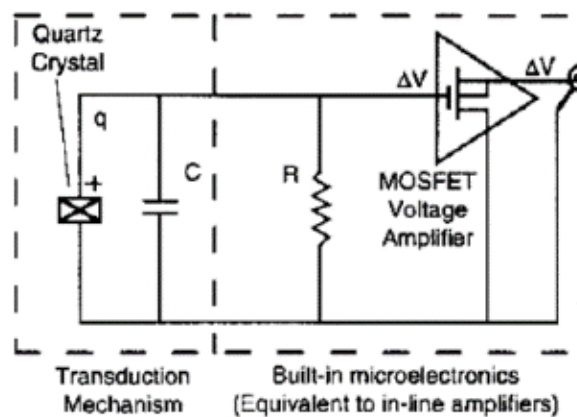 Quartz
Crystal
q
+
C
R
ΔV
ΔV
MOSFET
Voltage
Amplifier
Transduction
Mechanism
Built-in microelectronics
(Equivalent to in-line amplifiers)